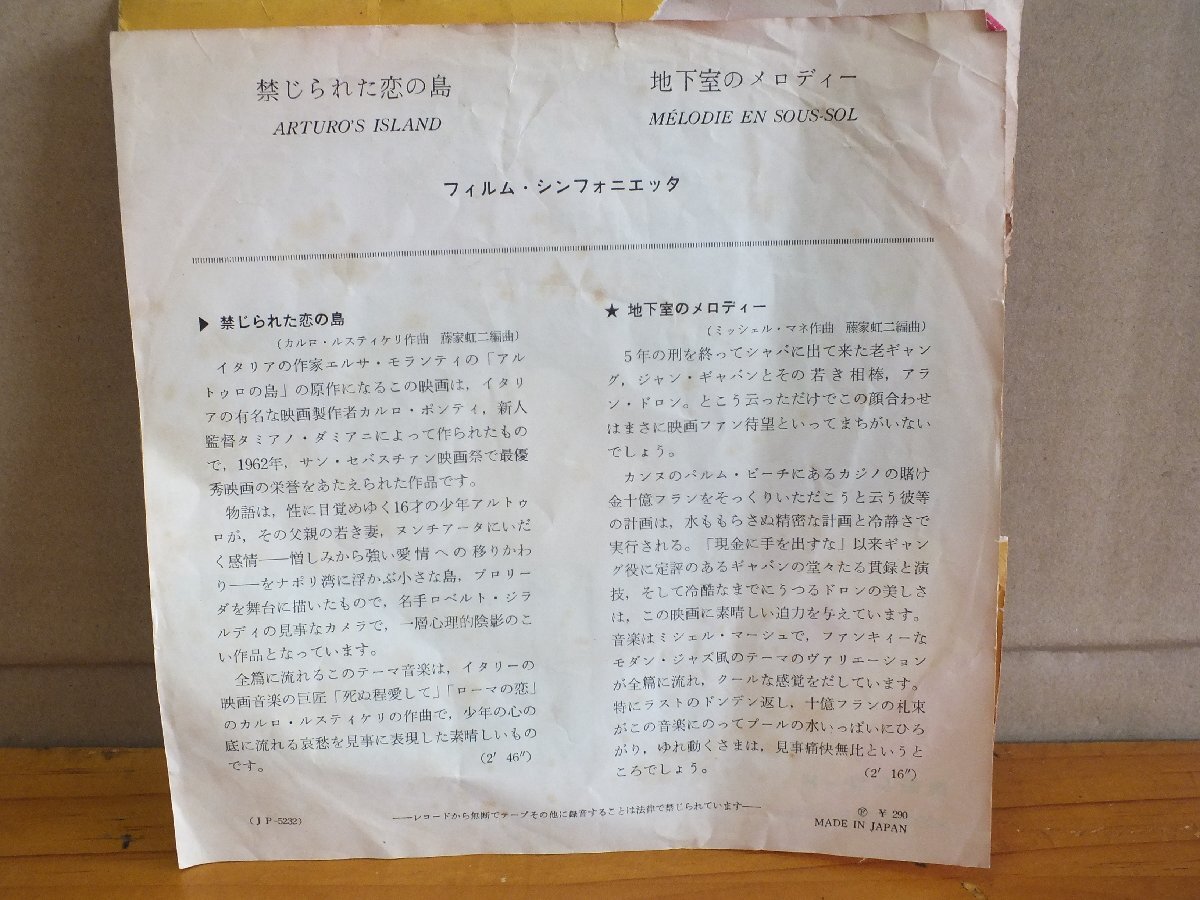 禁じられた恋の島
ARTURO'S ISLAND
地下室のメロディー
MÉLODIE EN SOUS-SOL
フィルム・シンフォニエッタ
▶ 禁じられた恋の島
(カルロ・ルスティケリ作曲 藤家虹二編曲)
イタリアの作家エルサ・モランティの「アル
トゥロの島」の原作になるこの映画は，イタリ
アの有名な映画製作者カルロ・ポンティ，新人
監督タミアノ・ダミアニによって作られたもの
で，1962年，サン・セバスチァン映画祭で最優
秀映画の栄誉をあたえられた作品です。
物語は，性に目覚めゆく16才の少年アルトゥ
ロが，その父親の若き妻，ヌンチアータにいだ
く感情——憎しみから強い愛情への移りかわ
り——をナポリ湾に浮かぶ小さな島，プロリー
ダを舞台に描いたもので，名手ロベルト・ジラ
ルディの見事なカメラで，一層心理的陰影のこ
い作品となっています。
全篇に流れるこのテーマ音楽は，イタリーの
映画音楽の巨匠「死ぬ程愛して」「ローマの恋」
のカルロ・ルスティケリの作曲で，少年の心の
底に流れる哀愁を見事に表現した素晴しいもの
です。
(2′ 46″)
★ 地下室のメロディー
(ミッシェル・マネ作曲 藤家虹二編曲)
5年の刑を終ってシャバに出て来た老ギャン
グ，ジャン・ギャバンとその若き相棒，アラ
ン・ドロン。とこう云っただけでこの顔合わせ
はまさに映画ファン待望といってまちがいない
でしょう。
カンヌのパルム・ビーチにあるカジノの賭け
金十億フランをそっくりいただこうと云う彼等
の計画は，水ももらさぬ精密な計画と冷静さで
実行される。「現金に手を出すな」以来ギャン
グ役に定評のあるギャバンの堂々たる貫録と演
技，そして冷酷なまでにうつるドロンの美しさ
は，この映画に素晴しい迫力を与えています。
音楽はミシェル・マーシュで，ファンキィーな
モダン・ジャズ風のテーマのヴァリエーション
が全篇に流れ，クールな感覚をだしています。
特にラストのドンデン返し，十億フランの札束
がこの音楽にのってプールの水いっぱいにひろ
がり，ゆれ動くさまは，見事痛快無比というと
ころでしょう。
(2′ 16″)
(JP-5232)
——レコードから無断でテープその他に録音することは法律で禁じられています——
Ⓟ ￥290
MADE IN JAPAN